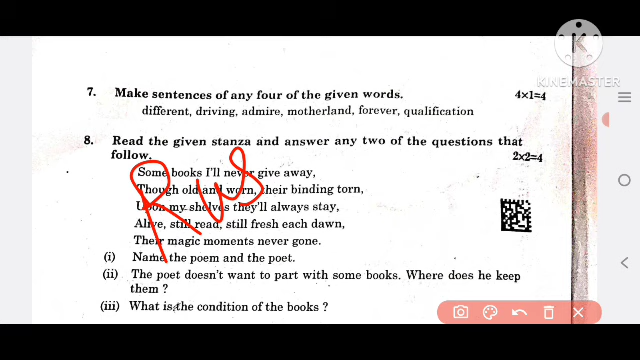 KINEMASTER
7. Make sentences of any four of the given words. 4×1=4
different, driving, admire, motherland, forever, qualification
8. Read the given stanza and answer any two of the questions that
follow. 2×2=4
Some books I'll never give away,
Though old and worn, their binding torn,
Upon my shelves they'll always stay,
Alive, still read, still fresh each dawn,
Their magic moments never gone.
(i) Name the poem and the poet.
(ii) The poet doesn't want to part with some books. Where does he keep
them ?
(iii) What is the condition of the books ?